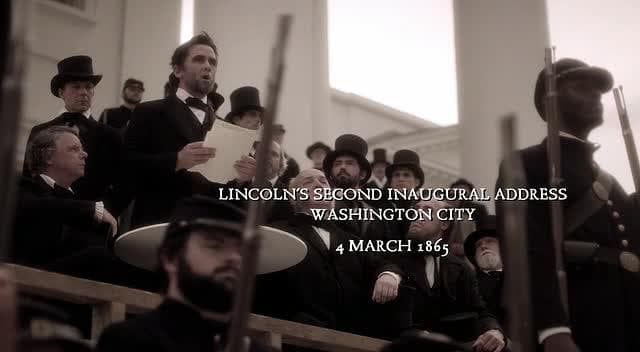 LINCOLN'S SECOND INAUGURAL ADDRESS
WASHINGTON CITY
4 MARCH 1865